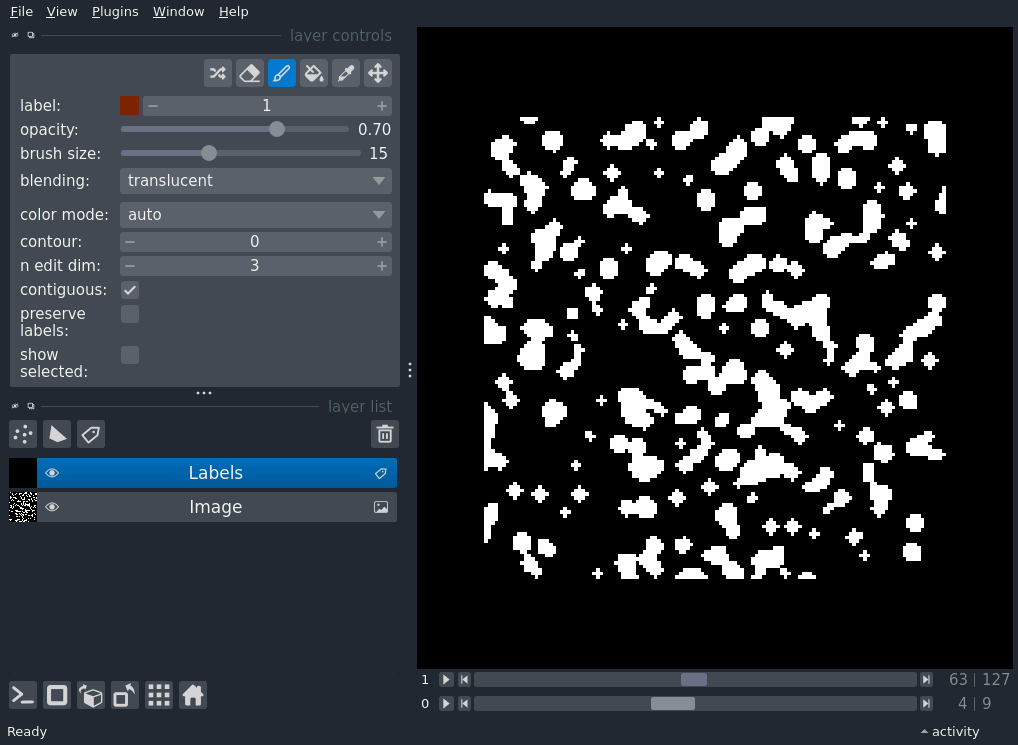 File View Plugins Window Help
layer controls
label: 1
opacity: 0.70
brush size: 15
blending: translucent
color mode: auto
contour: 0
n edit dim: 3
contiguous:
preserve
labels:
show
selected:
layer list
Labels
Image
1 63 | 127
0 4 | 9
Ready activity